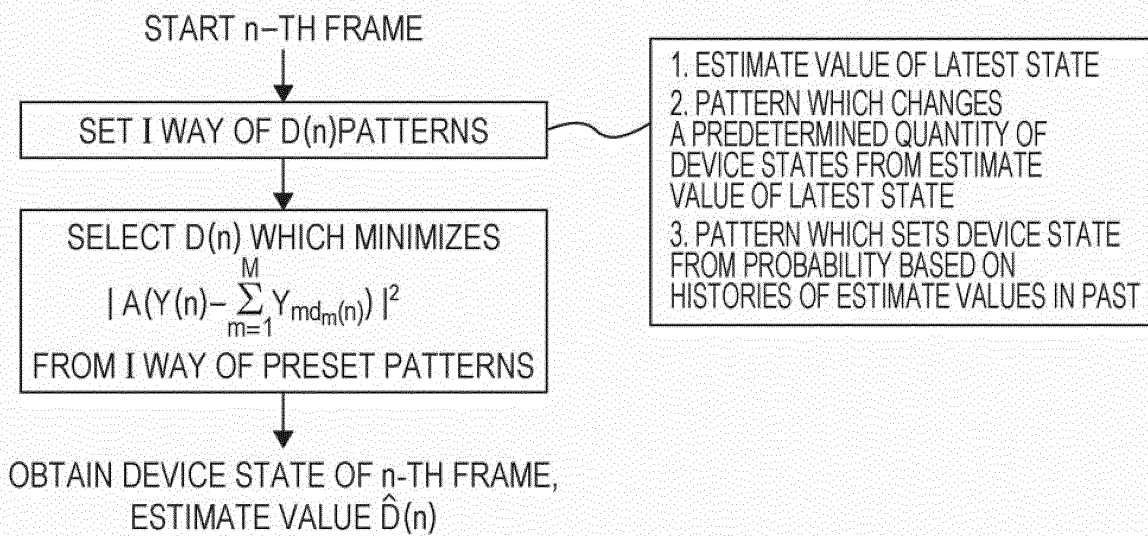 START n-TH FRAME
SET I WAY OF D(n)PATTERNS
SELECT D(n) WHICH MINIMIZES
| A(Y(n)-∑_{m=1}^{M} Y_{md_m(n)}) |²
FROM I WAY OF PRESET PATTERNS
OBTAIN DEVICE STATE OF n-TH FRAME,
ESTIMATE VALUE D̂(n)
1. ESTIMATE VALUE OF LATEST STATE
2. PATTERN WHICH CHANGES
A PREDETERMINED QUANTITY OF
DEVICE STATES FROM ESTIMATE
VALUE OF LATEST STATE
3. PATTERN WHICH SETS DEVICE STATE
FROM PROBABILITY BASED ON
HISTORIES OF ESTIMATE VALUES IN PAST